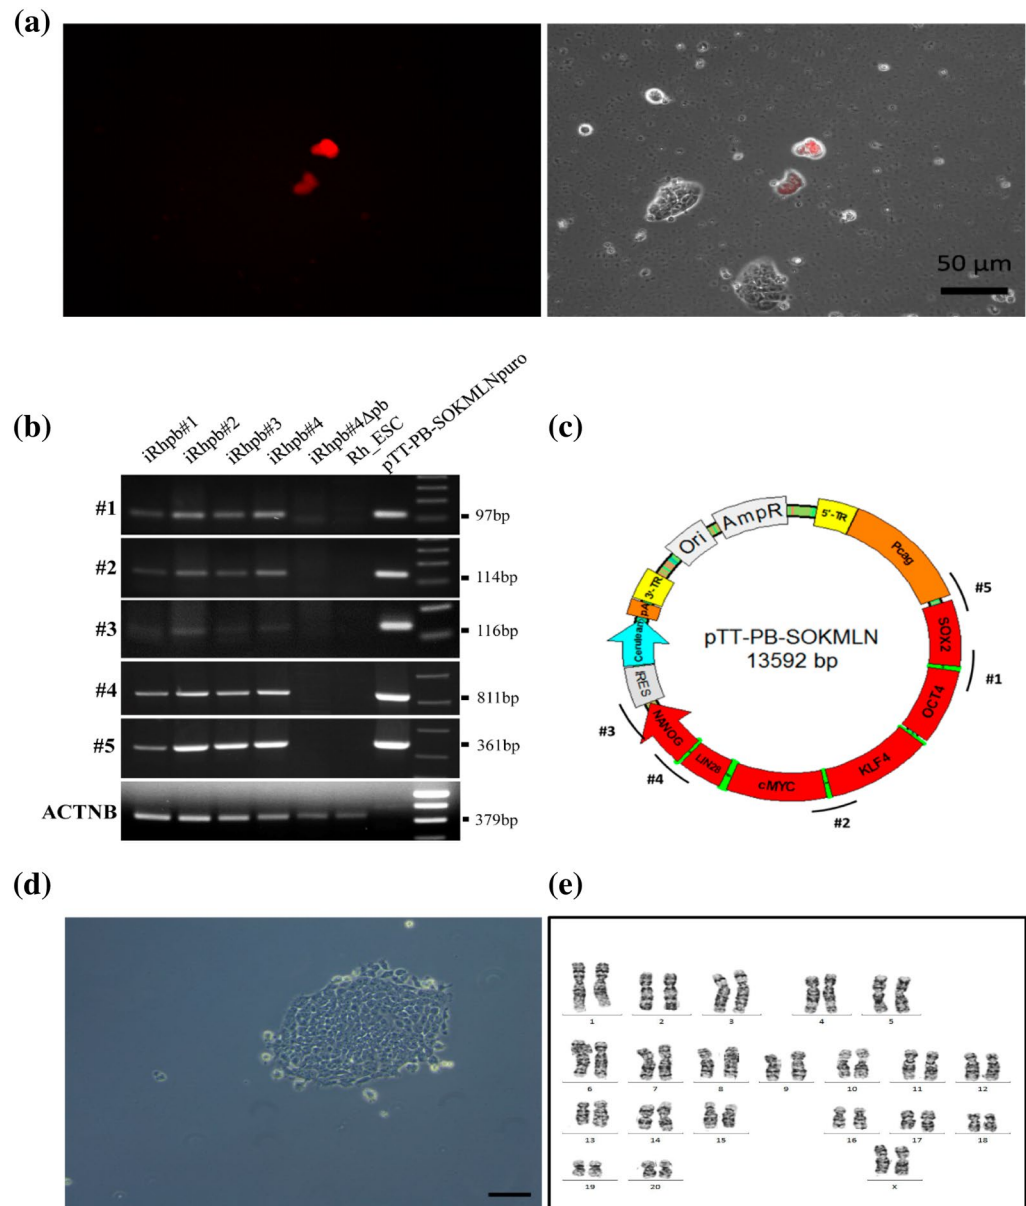 (a)
50 µm
(b)
iRhpb#1
iRhpb#2
iRhpb#3
iRhpb#4
iRhpb#4Δpb
Rh_ESC
pTT-PB-SOKMLNpuro
#1
97bp
#2
114bp
#3
116bp
#4
811bp
#5
361bp
ACTNB
379bp
(c)
pTT-PB-SOKMLN
13592 bp
AmpR
5'-TR
Pcag
#5
SOX2
#1
OCT4
KLF4
#2
cMYC
LIN28
#4
NANOG
#3
IRES
Cerulean
pA
3'-TR
Ori
(d)
(e)
1 2 3 4 5
6 7 8 9 10 11 12
13 14 15 16 17 18
19 20 X